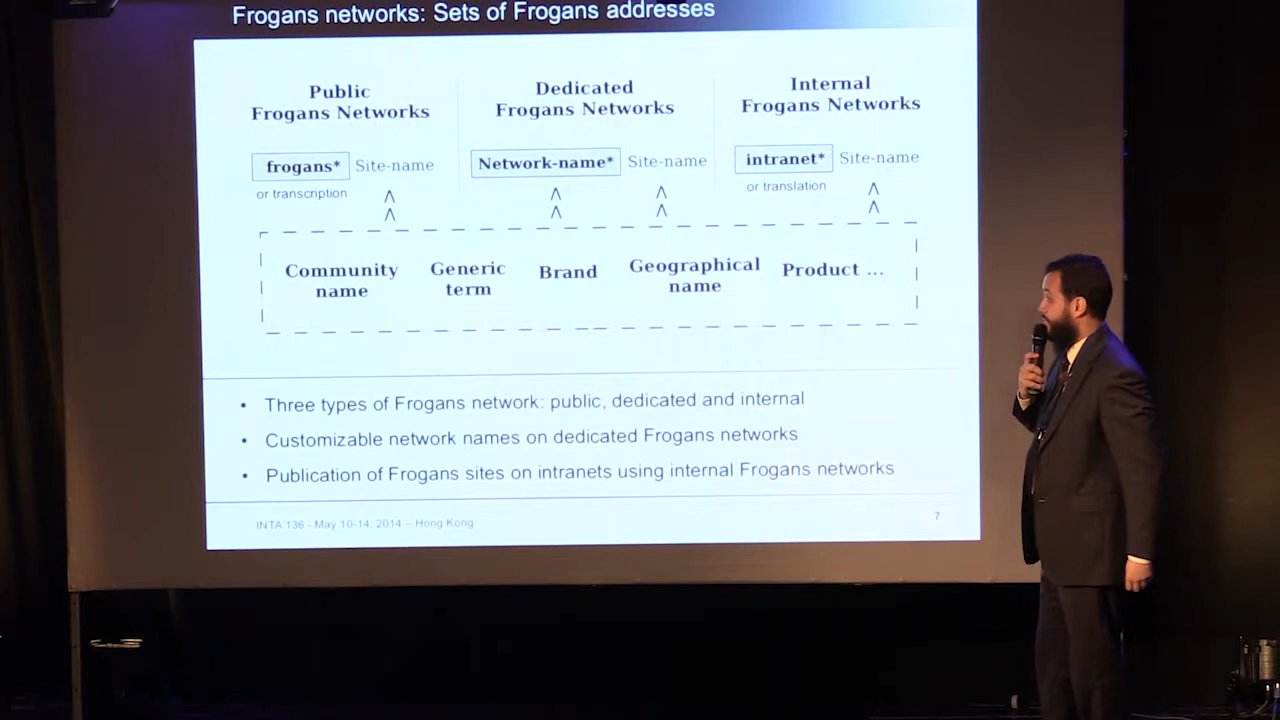 Frogans networks: Sets of Frogans addresses
Public
Frogans Networks
Dedicated
Frogans Networks
Internal
Frogans Networks
frogans* Site-name
or transcription
Network-name* Site-name
intranet* Site-name
or translation
Community
name
Generic
term
Brand
Geographical
name
Product ...
• Three types of Frogans network: public, dedicated and internal
• Customizable network names on dedicated Frogans networks
• Publication of Frogans sites on intranets using internal Frogans networks
INTA 136 - May 10-14, 2014 – Hong Kong
7